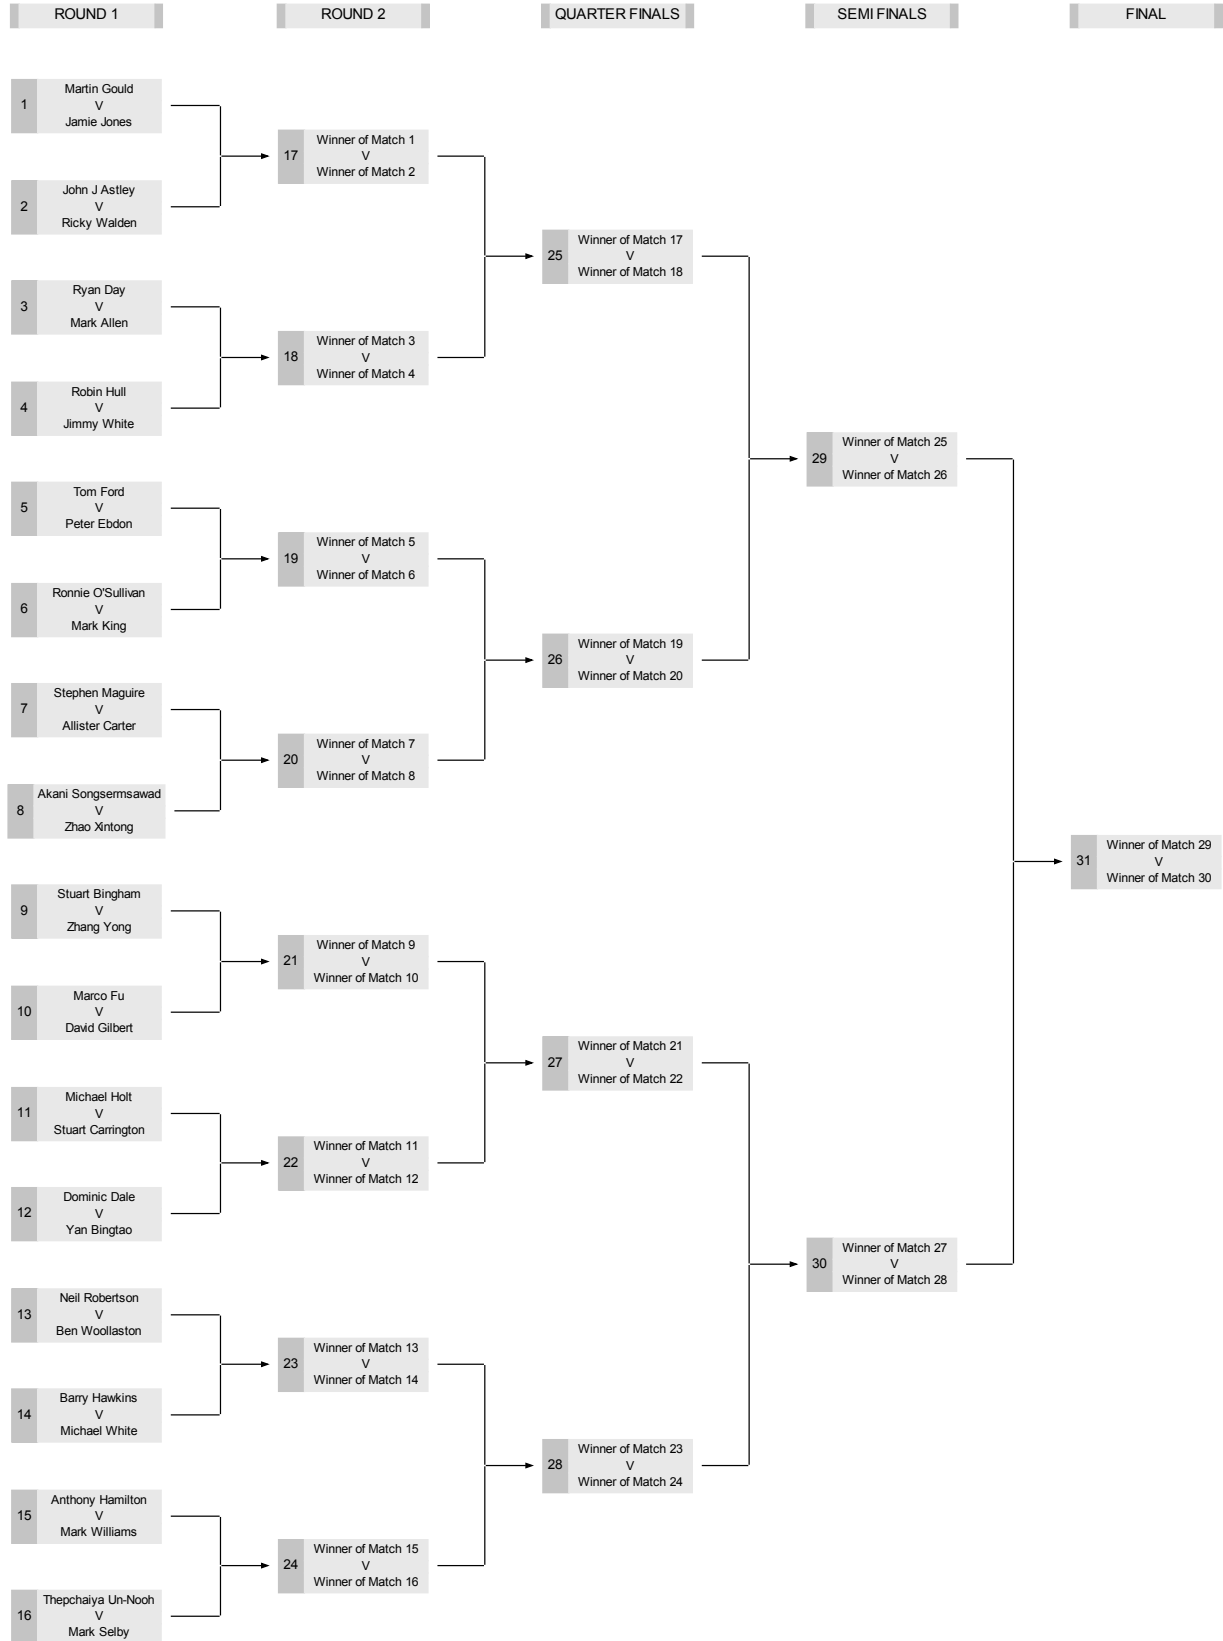 ROUND 1
ROUND 2
QUARTER FINALS
SEMI FINALS
FINAL
1
Martin Gould
V
Jamie Jones
2
John J Astley
V
Ricky Walden
3
Ryan Day
V
Mark Allen
4
Robin Hull
V
Jimmy White
5
Tom Ford
V
Peter Ebdon
6
Ronnie O'Sullivan
V
Mark King
7
Stephen Maguire
V
Allister Carter
8
Akani Songsermsawad
V
Zhao Xintong
9
Stuart Bingham
V
Zhang Yong
10
Marco Fu
V
David Gilbert
11
Michael Holt
V
Stuart Carrington
12
Dominic Dale
V
Yan Bingtao
13
Neil Robertson
V
Ben Woollaston
14
Barry Hawkins
V
Michael White
15
Anthony Hamilton
V
Mark Williams
16
Thepchaiya Un-Nooh
V
Mark Selby
17
Winner of Match 1
V
Winner of Match 2
18
Winner of Match 3
V
Winner of Match 4
19
Winner of Match 5
V
Winner of Match 6
20
Winner of Match 7
V
Winner of Match 8
21
Winner of Match 9
V
Winner of Match 10
22
Winner of Match 11
V
Winner of Match 12
23
Winner of Match 13
V
Winner of Match 14
24
Winner of Match 15
V
Winner of Match 16
25
Winner of Match 17
V
Winner of Match 18
26
Winner of Match 19
V
Winner of Match 20
27
Winner of Match 21
V
Winner of Match 22
28
Winner of Match 23
V
Winner of Match 24
29
Winner of Match 25
V
Winner of Match 26
30
Winner of Match 27
V
Winner of Match 28
31
Winner of Match 29
V
Winner of Match 30